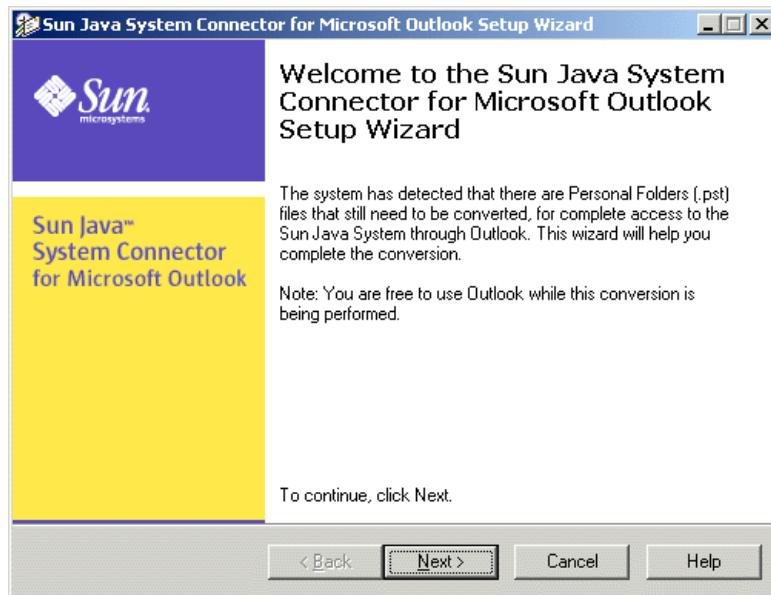 Sun Java System Connector for Microsoft Outlook Setup Wizard
Sun
microsystems
Welcome to the Sun Java System
Connector for Microsoft Outlook
Setup Wizard
The system has detected that there are Personal Folders (.pst)
files that still need to be converted, for complete access to the
Sun Java System through Outlook. This wizard will help you
complete the conversion.
Sun Java™
System Connector
for Microsoft Outlook
Note: You are free to use Outlook while this conversion is
being performed.
To continue, click Next.
< Back
Next >
Cancel
Help